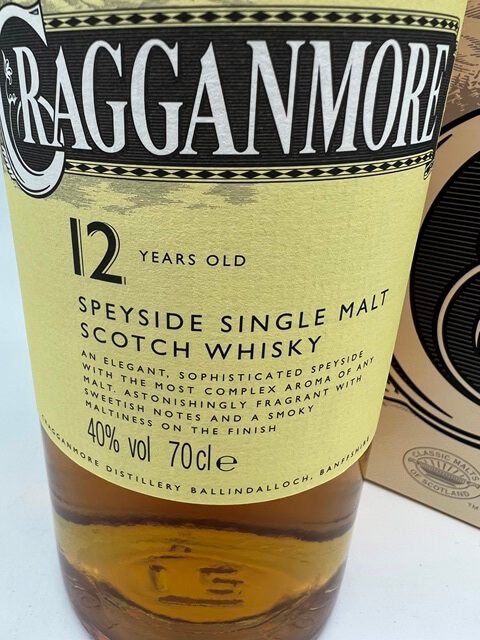 CRAGGANMORE
12 YEARS OLD
SPEYSIDE SINGLE MALT
SCOTCH WHISKY
AN ELEGANT, SOPHISTICATED SPEYSIDE
WITH THE MOST COMPLEX AROMA OF ANY
MALT. ASTONISHINGLY FRAGRANT WITH
SWEETISH NOTES AND A SMOKY
MALTINESS ON THE FINISH
40% vol 70cl e
CRAGGANMORE DISTILLERY BALLINDALLOCH, BANFFSHIRE
CLASSIC MALTS
OF SCOTLAND
TM